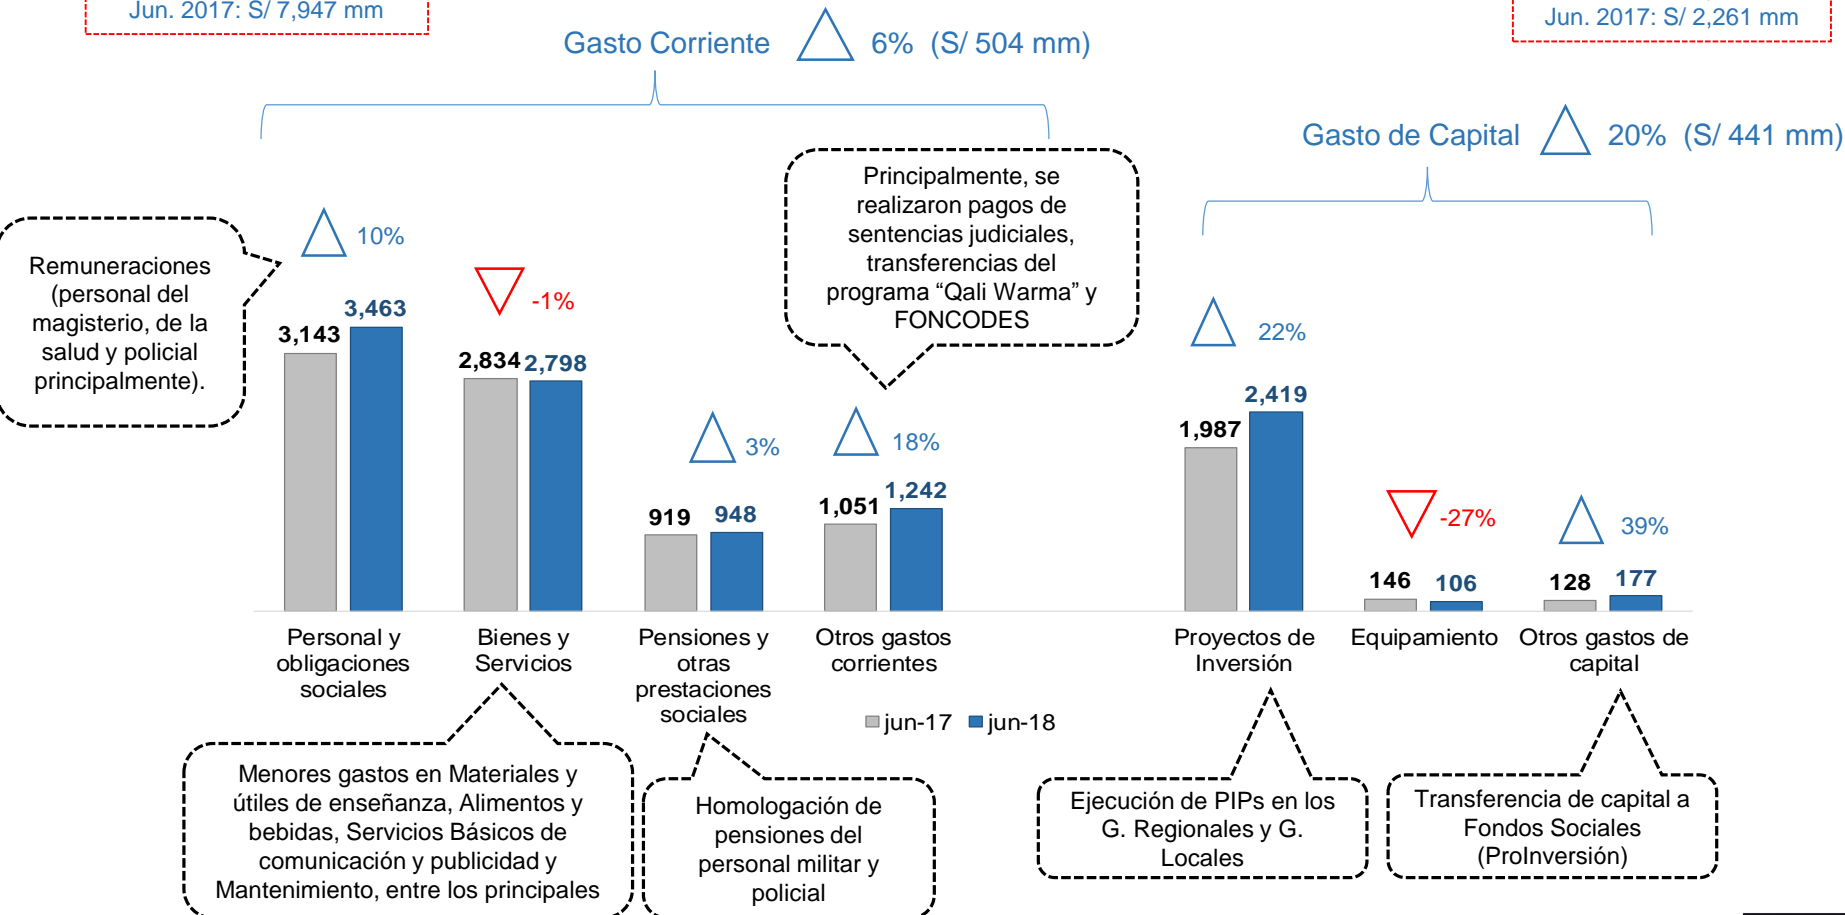 Jun. 2017: S/ 7,947 mm
Jun. 2017: S/ 2,261 mm
Gasto Corriente 6% (S/ 504 mm)
Gasto de Capital 20% (S/ 441 mm)
Principalmente, se
realizaron pagos de
sentencias judiciales,
transferencias del
programa “Qali Warma” y
FONCODES
Remuneraciones
(personal del
magisterio, de la
salud y policial
principalmente).
10%
-1%
3%
18%
22%
-27%
39%
3,143
3,463
2,834
2,798
919
948
1,051
1,242
1,987
2,419
146
106
128
177
Personal y
obligaciones
sociales
Bienes y
Servicios
Pensiones y
otras
prestaciones
sociales
Otros gastos
corrientes
Proyectos de
Inversión
Equipamiento
Otros gastos de
capital
jun-17
jun-18
Menores gastos en Materiales y
útiles de enseñanza, Alimentos y
bebidas, Servicios Básicos de
comunicación y publicidad y
Mantenimiento, entre los principales
Homologación de
pensiones del
personal militar y
policial
Ejecución de PIPs en los
G. Regionales y G.
Locales
Transferencia de capital a
Fondos Sociales
(ProInversión)